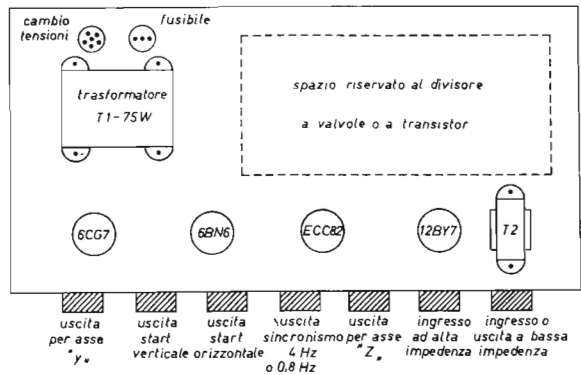 cambio
tensioni
fusibile
trasformatore
T1-75W
spazio riservato al divisore
a valvole o a transistor
6CG7
6BN6
ECC82
12BY7
T2
uscita
per asse
"y„
uscita
start
verticale
uscita
start
orizzontale
uscita
sincronismo
4 Hz
o 0,8 Hz
uscita
per asse
"Z„
ingresso
ad alta
impedenza
ingresso o
uscita a bassa
impedenza